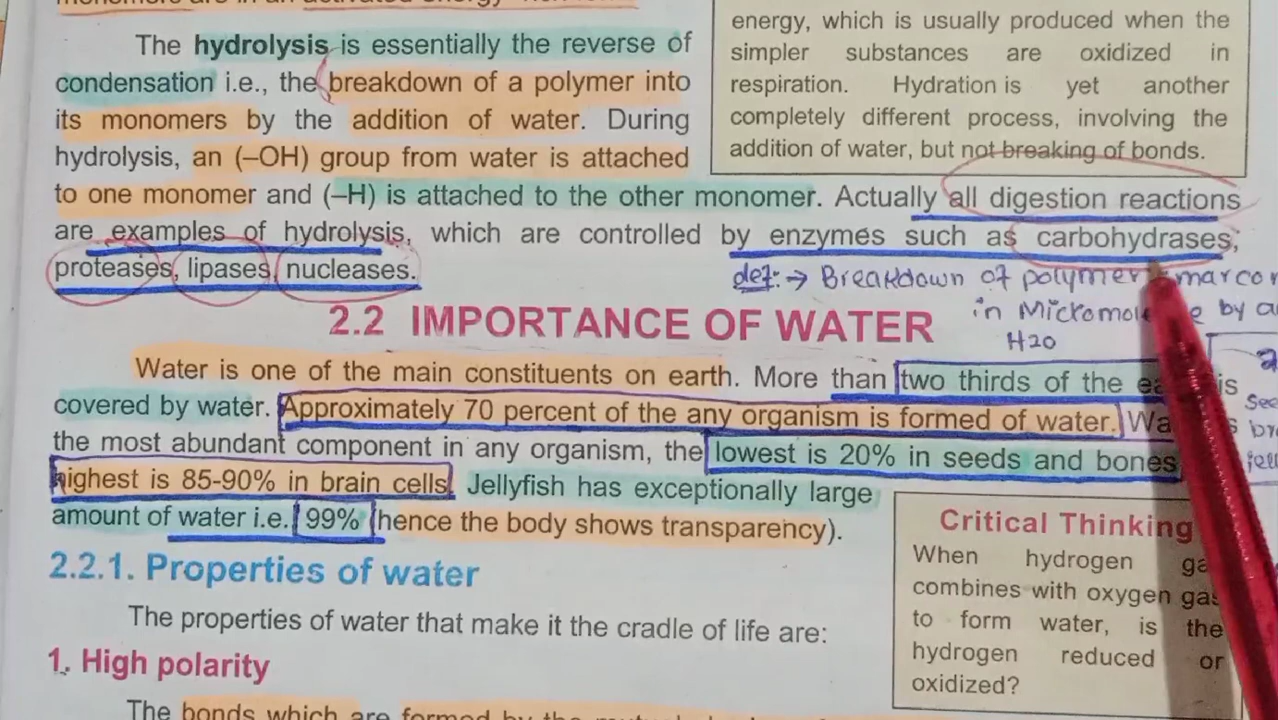 The hydrolysis is essentially the reverse of
condensation i.e., the breakdown of a polymer into
its monomers by the addition of water. During
hydrolysis, an (–OH) group from water is attached
to one monomer and (–H) is attached to the other monomer. Actually all digestion reactions
are examples of hydrolysis, which are controlled by enzymes such as carbohydrases,
proteases, lipases, nucleases.
energy, which is usually produced when the
simpler substances are oxidized in
respiration. Hydration is yet another
completely different process, involving the
addition of water, but not breaking of bonds.
def: → Breakdown of polymer
in by
H2O
2.2 IMPORTANCE OF WATER
Water is one of the main constituents on earth. More than two thirds of the is
covered by water. Approximately 70 percent of the any organism is formed of water.
the most abundant component in any organism, the lowest is 20% in seeds and bones
highest is 85-90% in brain cells. Jellyfish has exceptionally large
amount of water i.e. 99% (hence the body shows transparency).
2.2.1. Properties of water
The properties of water that make it the cradle of life are:
1. High polarity
The bonds which are formed by the
Critical Thinking
When hydrogen
combines with oxygen gas
to form water, is the
hydrogen reduced or
oxidized?